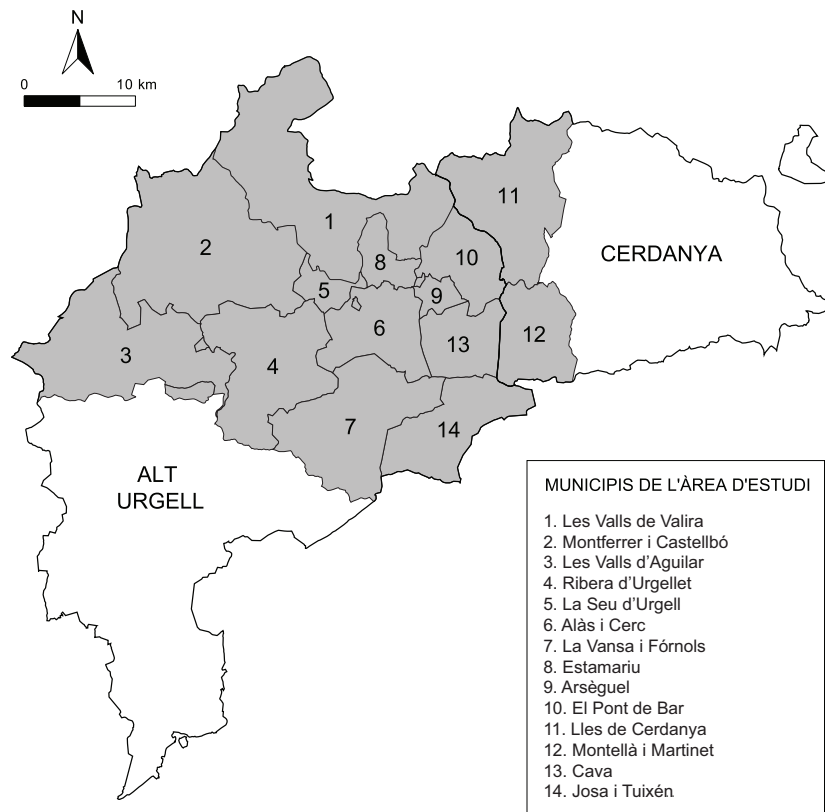 N
0 10 km
11
1
2
8
10
CERDANYA
5
9
6
12
13
3
4
7
14
ALT
URGELL
MUNICIPIS DE L'ÀREA D'ESTUDI
1. Les Valls de Valira
2. Montferrer i Castellbó
3. Les Valls d'Aguilar
4. Ribera d'Urgellet
5. La Seu d'Urgell
6. Alàs i Cerc
7. La Vansa i Fórnols
8. Estamariu
9. Arsèguel
10. El Pont de Bar
11. Lles de Cerdanya
12. Montellà i Martinet
13. Cava
14. Josa i Tuixén